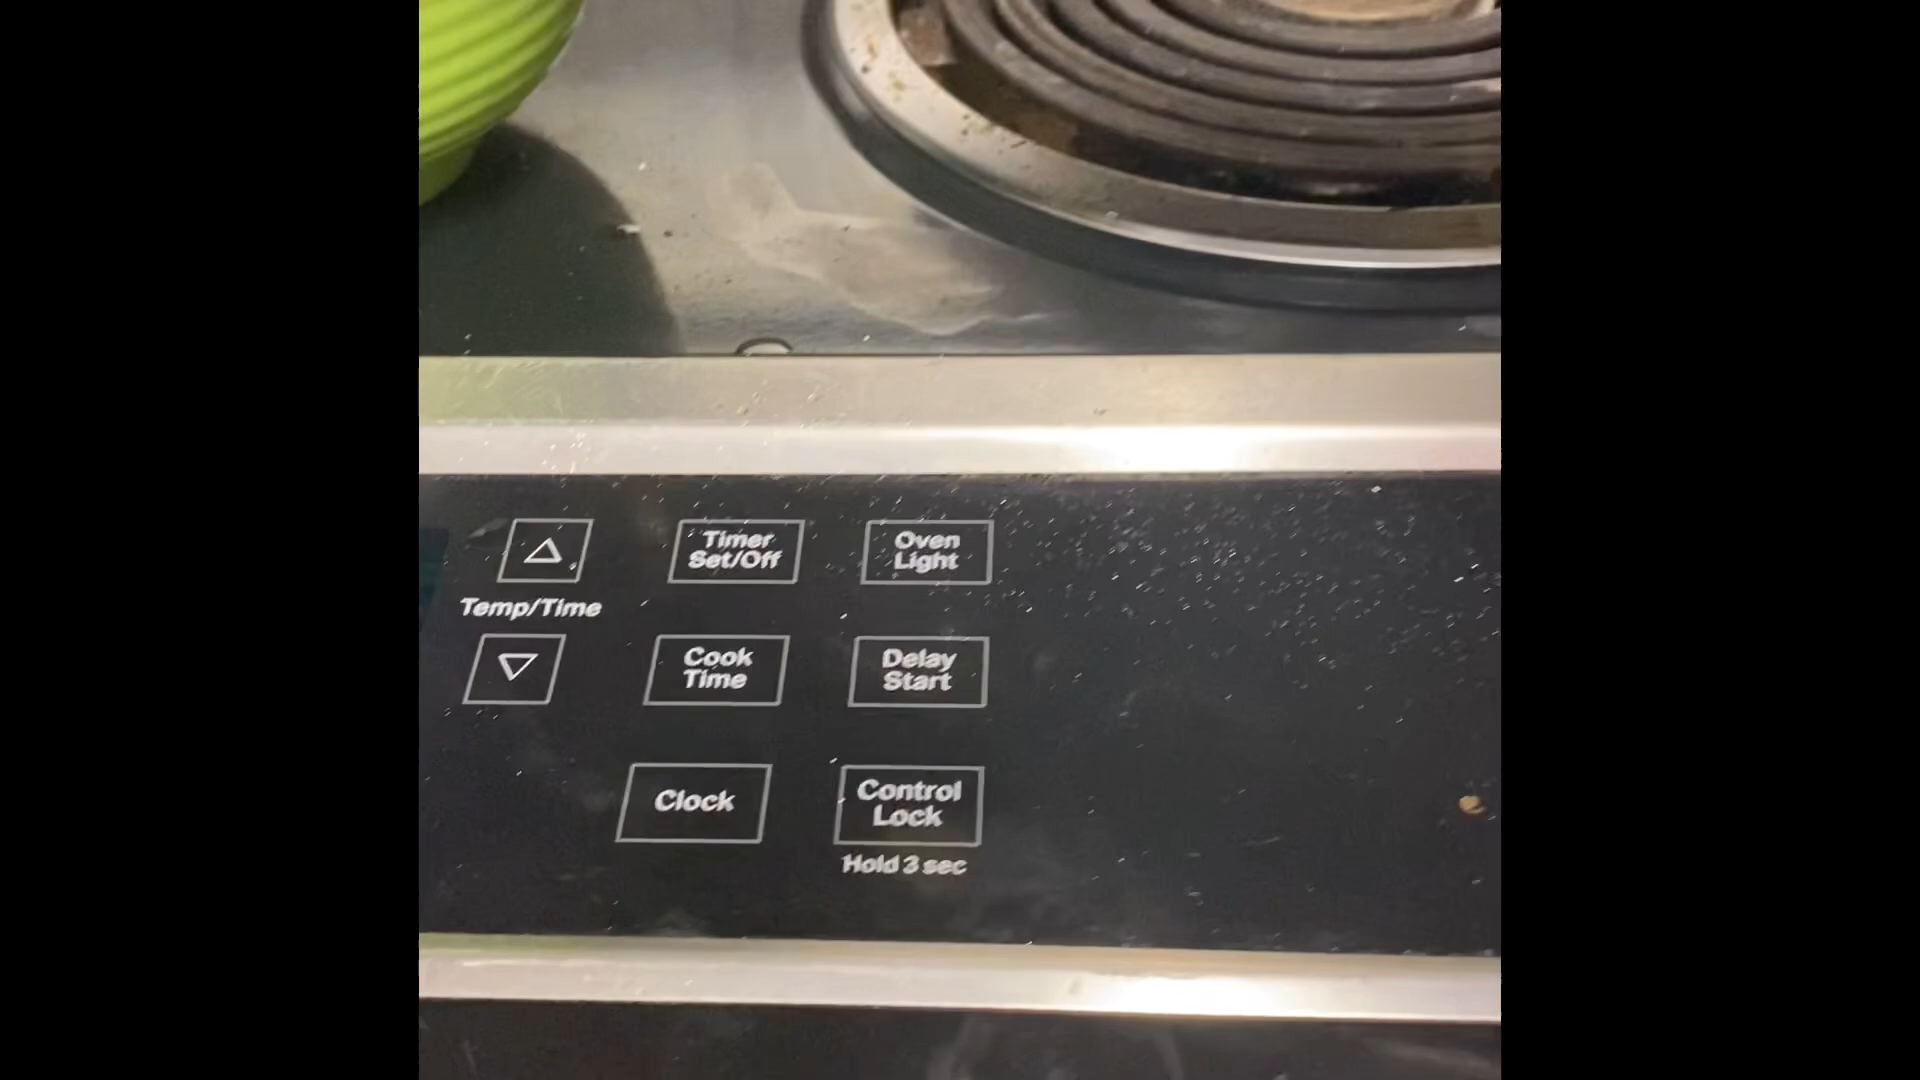 Timer
Set/Off
Oven
Light
Temp/Time
Cook
Time
Delay
Start
Clock
Control
Lock
Hold 3 sec